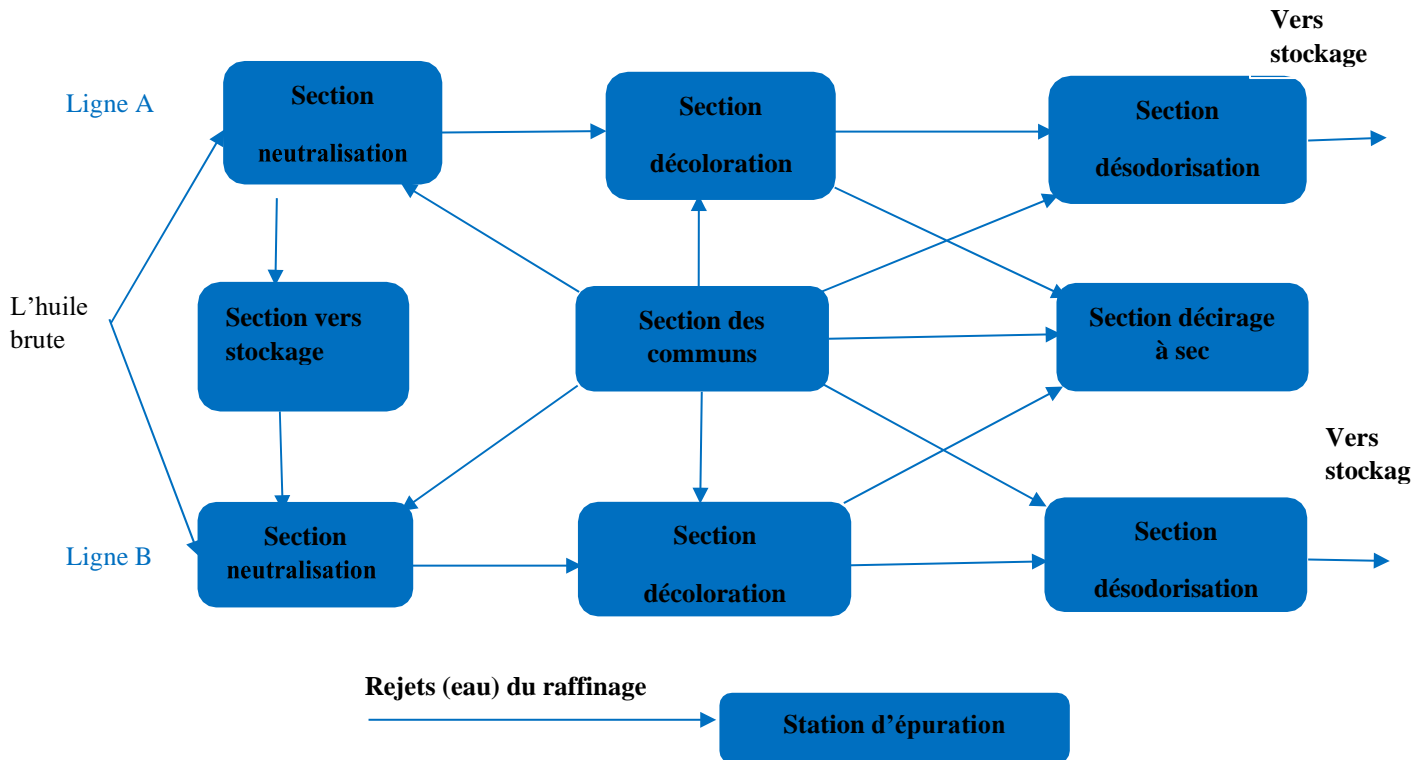 Vers
stockage
Ligne A
Section
neutralisation
Section
décoloration
Section
désodorisation
L’huile
brute
Section vers
stockage
Section des
communs
Section décirage
à sec
Vers
stockag
Ligne B
Section
neutralisation
Section
décoloration
Section
désodorisation
Rejets (eau) du raffinage
Station d’épuration